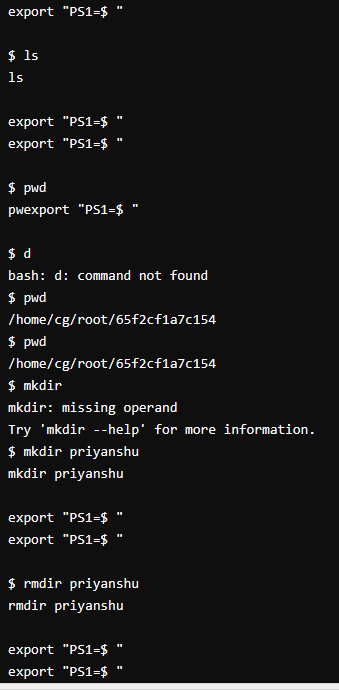 export "PS1=$ "
$ ls
ls
export "PS1=$ "
export "PS1=$ "
$ pwd
pwexport "PS1=$ "
$ d
bash: d: command not found
$ pwd
/home/cg/root/65f2cf1a7c154
$ pwd
/home/cg/root/65f2cf1a7c154
$ mkdir
mkdir: missing operand
Try 'mkdir --help' for more information.
$ mkdir priyanshu
mkdir priyanshu
export "PS1=$ "
export "PS1=$ "
$ rmdir priyanshu
rmdir priyanshu
export "PS1=$ "
export "PS1=$ "